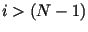 i > (N − 1)